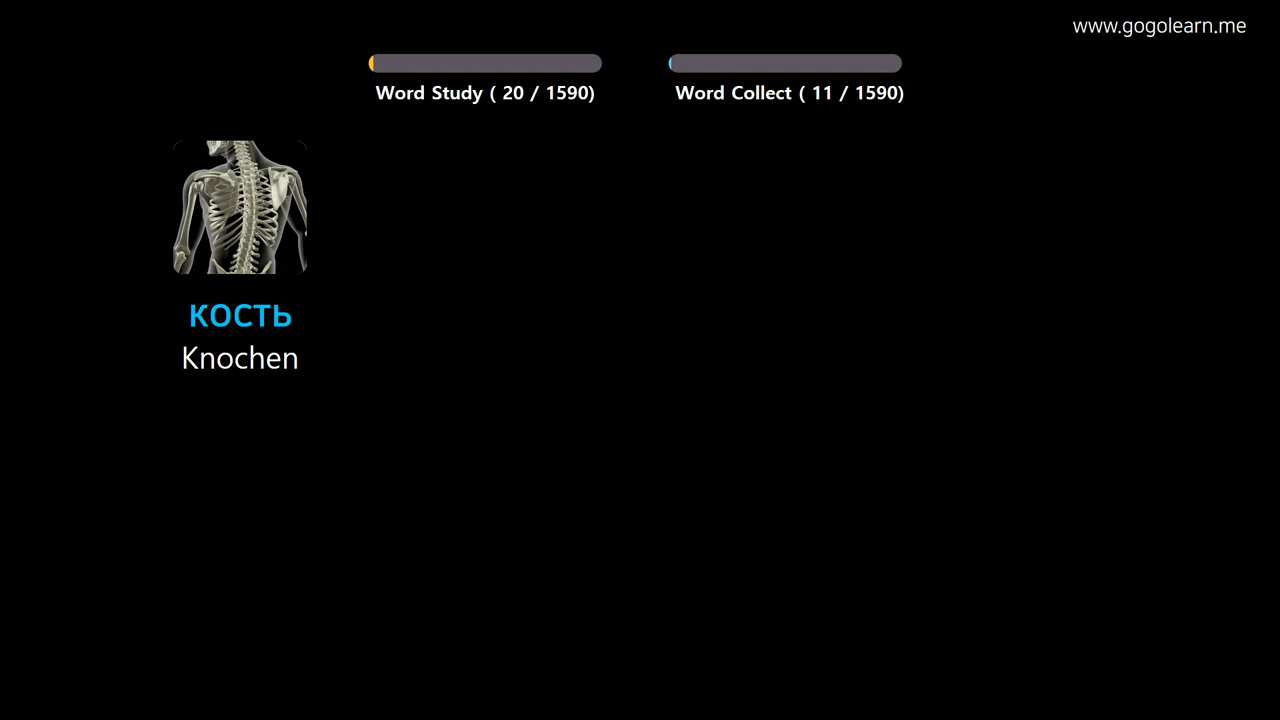 www.gogolearn.me
Word Study ( 20 / 1590)
Word Collect ( 11 / 1590)
кость
Knochen